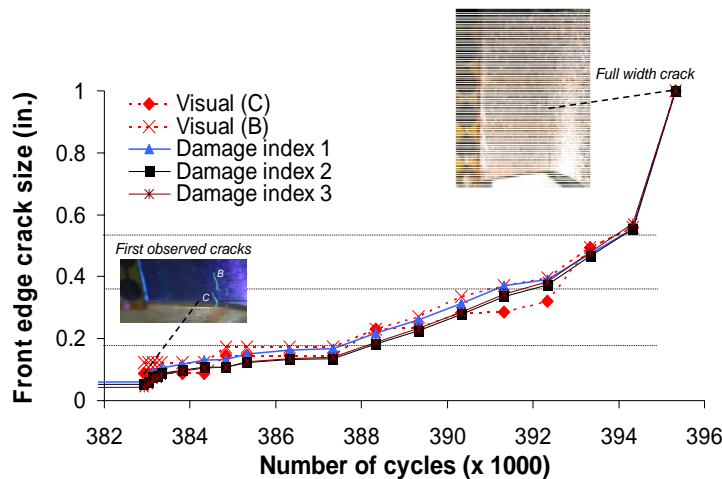 Full width crack
Front edge crack size (in.)
1
0.8
0.6
0.4
0.2
0
Visual (C)
Visual (B)
Damage index 1
Damage index 2
Damage index 3
First observed cracks
B
C
382 384 386 388 390 392 394 396
Number of cycles (x 1000)